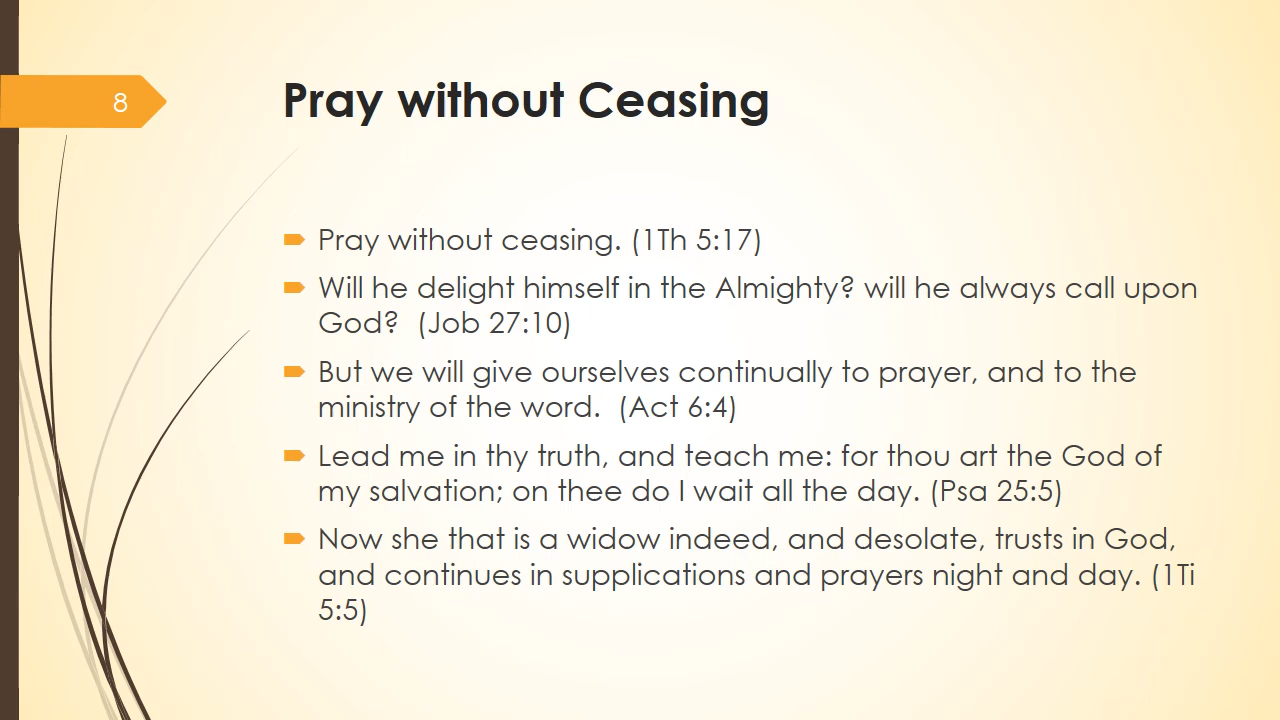 8
Pray without Ceasing
Pray without ceasing. (1Th 5:17)
Will he delight himself in the Almighty? will he always call upon
God?  (Job 27:10)
But we will give ourselves continually to prayer, and to the
ministry of the word.  (Act 6:4)
Lead me in thy truth, and teach me: for thou art the God of
my salvation; on thee do I wait all the day. (Psa 25:5)
Now she that is a widow indeed, and desolate, trusts in God,
and continues in supplications and prayers night and day. (1Ti
5:5)